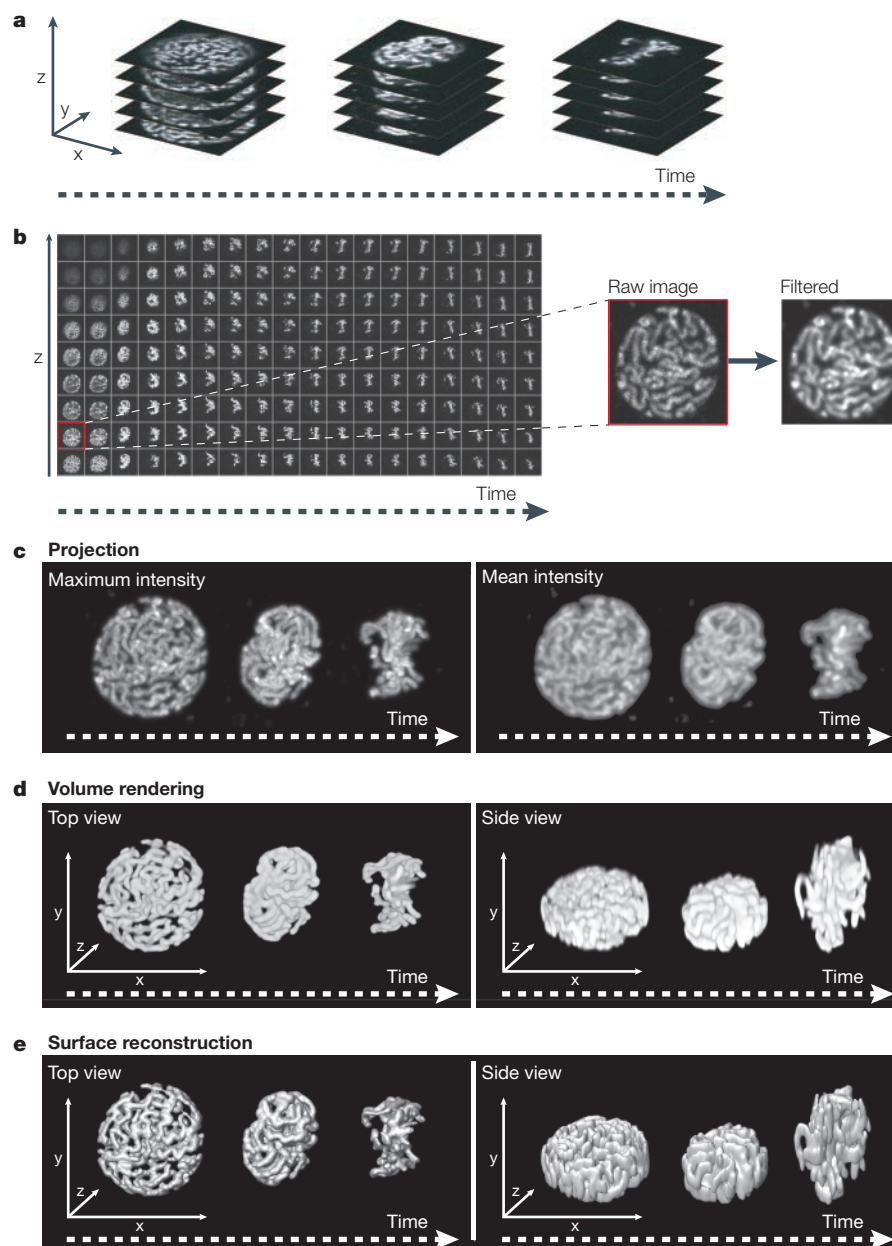 a
z
y
x
Time
b
z
Raw image
Filtered
Time
c Projection
Maximum intensity
Time
Mean intensity
Time
d Volume rendering
Top view
y
z
x
Time
Side view
y
z
x
Time
e Surface reconstruction
Top view
y
z
x
Time
Side view
y
z
x
Time